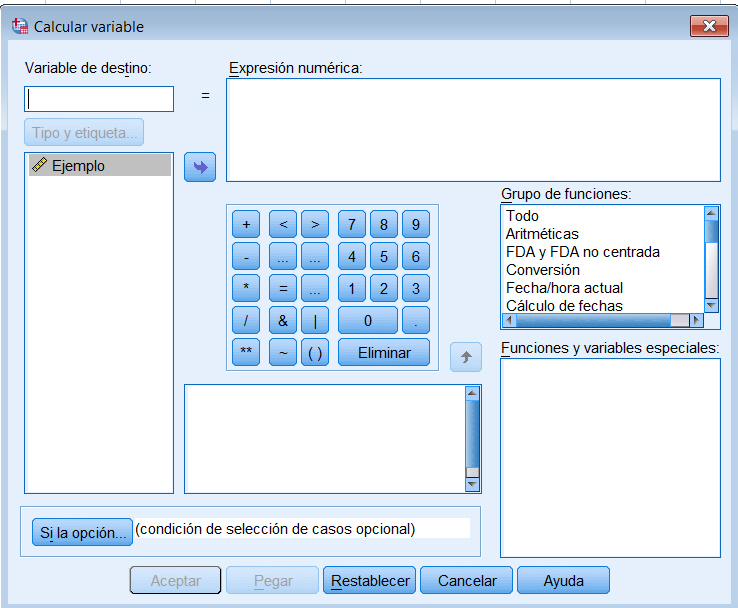 Calcular variable
Variable de destino:
Expresión numérica:
=
Tipo y etiqueta...
Ejemplo
Grupo de funciones:
Todo
Aritméticas
FDA y FDA no centrada
Conversión
Fecha/hora actual
Cálculo de fechas
+ < > 7 8 9
- ... ... 4 5 6
* = ... 1 2 3
/ & | 0 .
** ~ ( ) Eliminar
Funciones y variables especiales:
Si la opción... (condición de selección de casos opcional)
Aceptar Pegar Restablecer Cancelar Ayuda